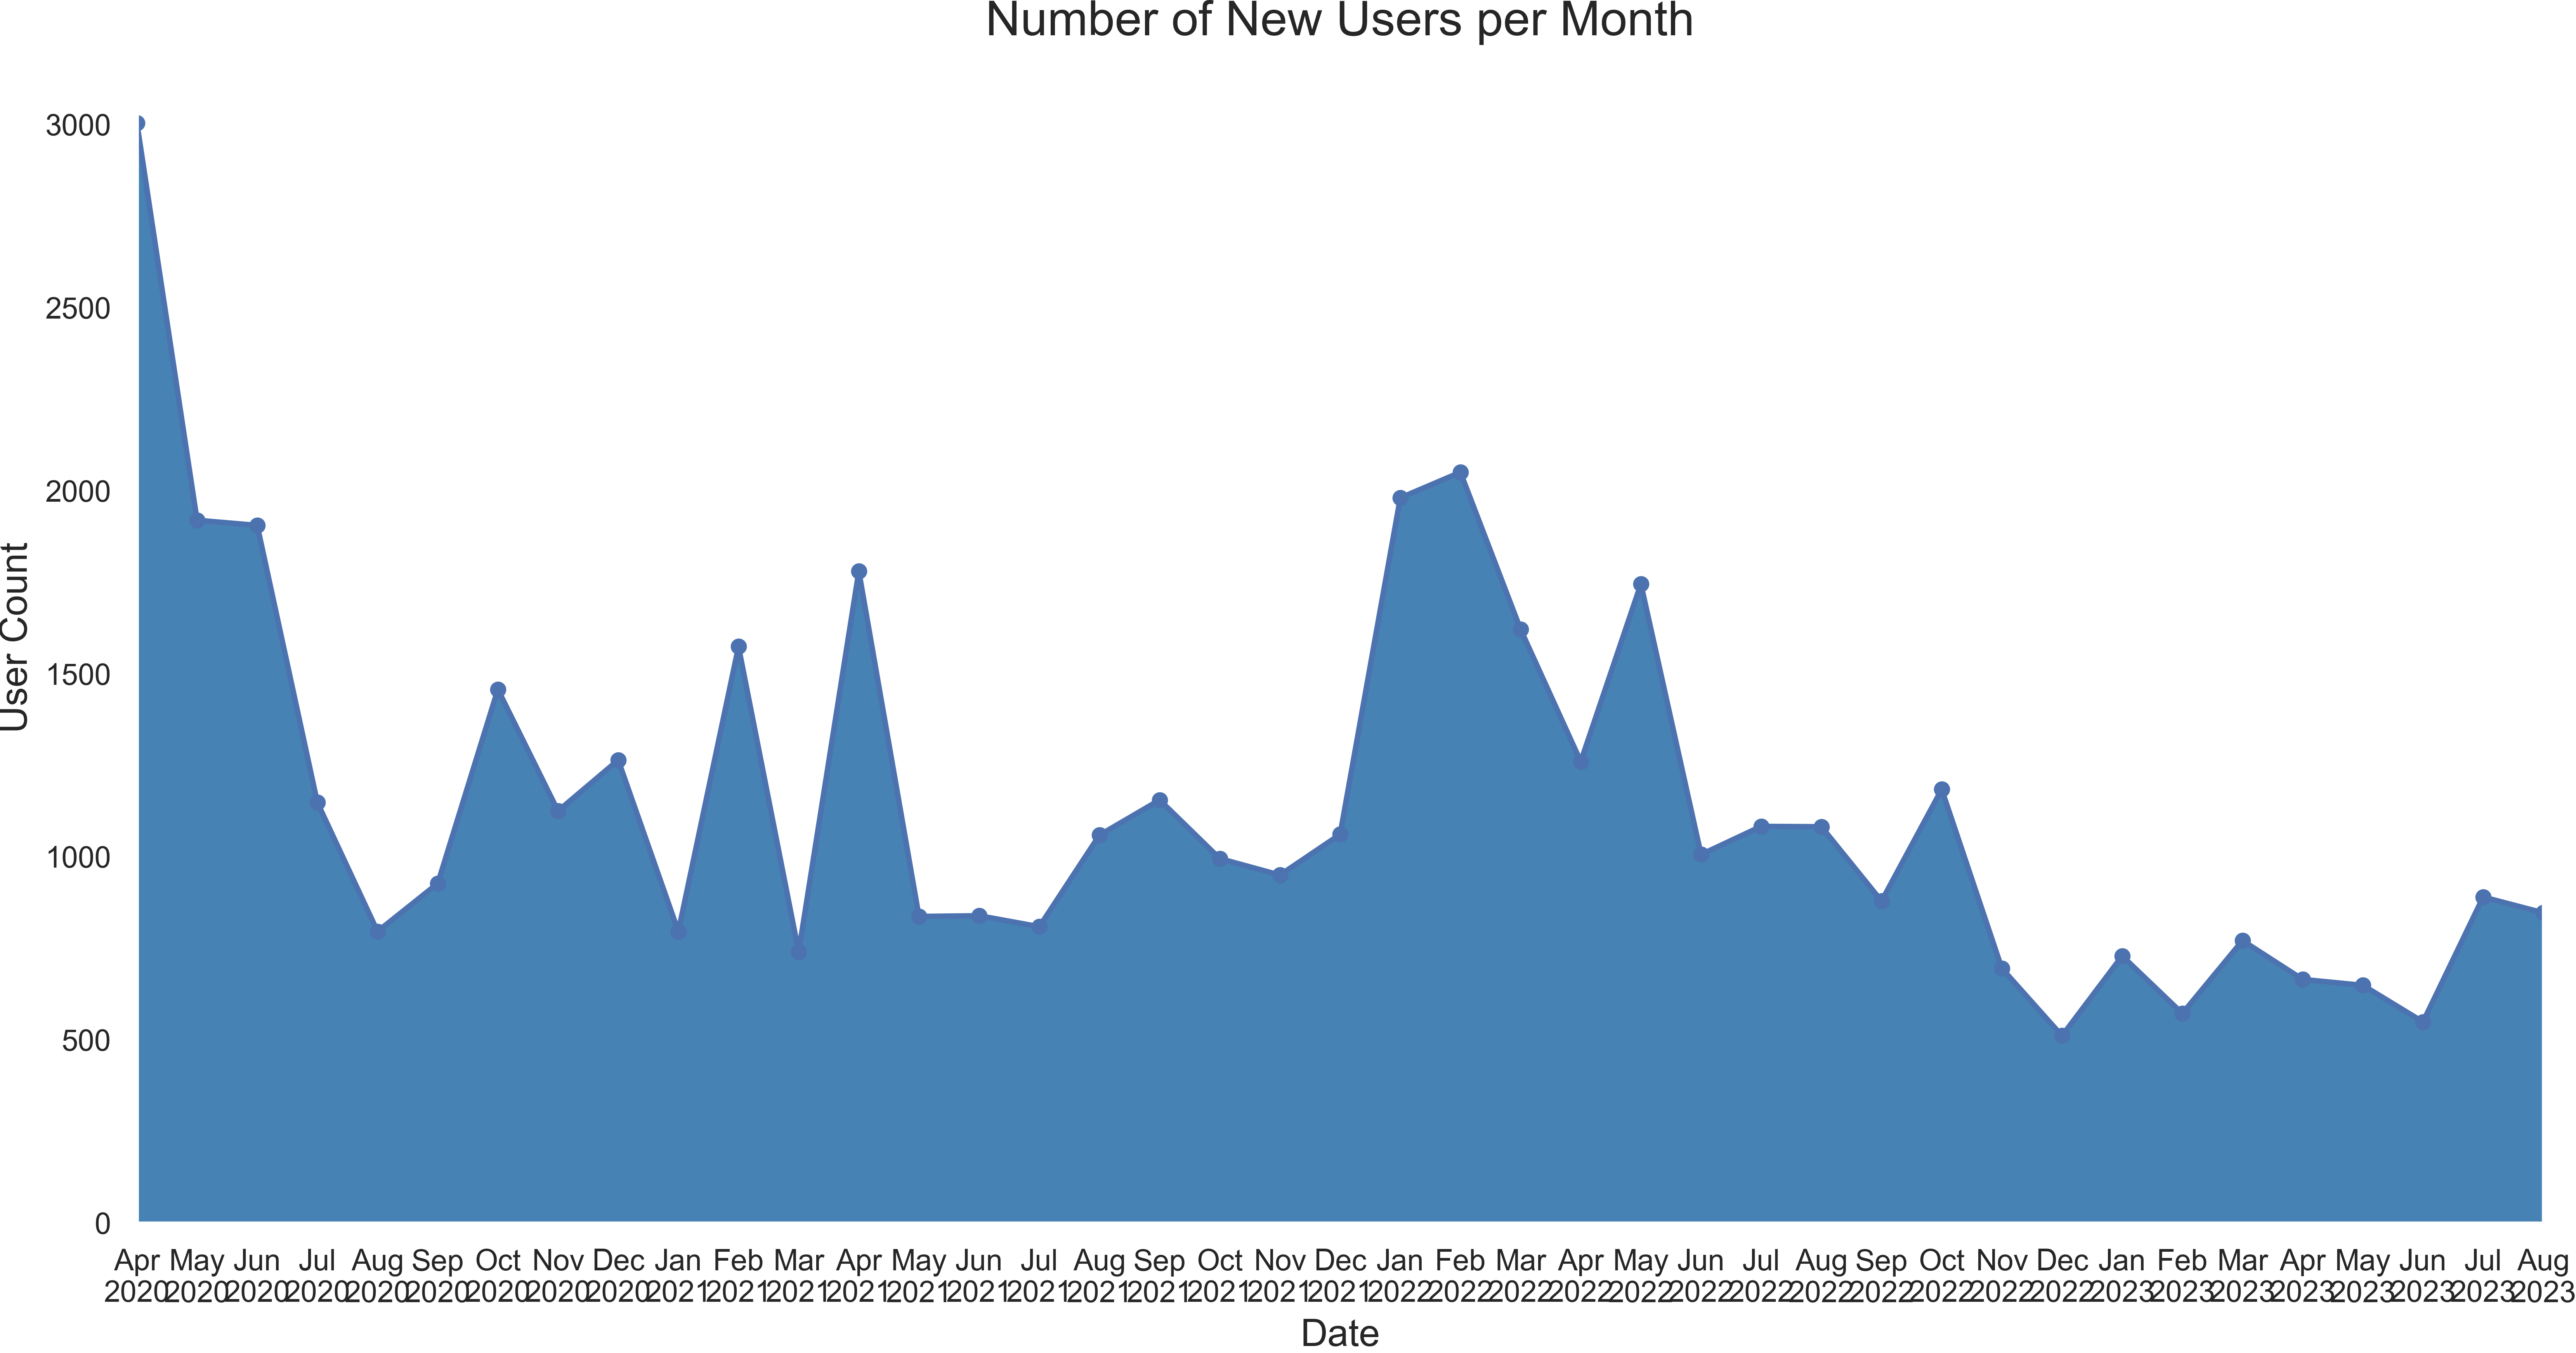 Number of New Users per Month
3000
2500
2000
1500
1000
500
0
User Count
Apr May Jun Jul Aug Sep Oct Nov Dec Jan Feb Mar Apr May Jun Jul Aug Sep Oct Nov Dec Jan Feb Mar Apr May Jun Jul Aug Sep Oct Nov Dec Jan Feb Mar Apr May Jun Jul Aug
2020 2020 2020 2020 2020 2020 2020 2020 2020 2021 2021 2021 2021 2021 2021 2021 2021 2021 2021 2021 2021 2022 2022 2022 2022 2022 2022 2022 2022 2022 2022 2022 2022 2023 2023 2023 2023 2023 2023 2023 2023
Date